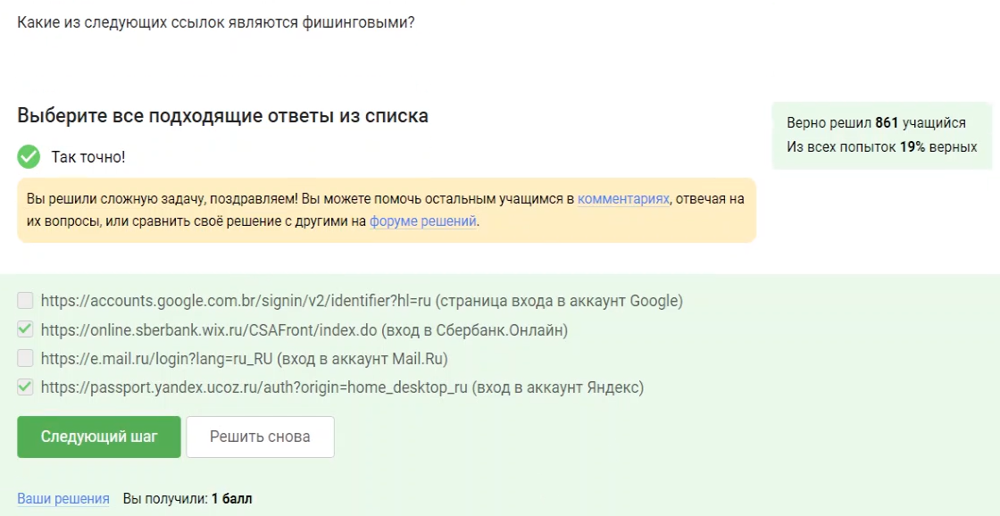 Какие из следующих ссылок являются фишинговыми?
Выберите все подходящие ответы из списка
Верно решил 861 учащийся
Из всех попыток 19% верных
Так точно!
Вы решили сложную задачу, поздравляем! Вы можете помочь остальным учащимся в комментариях, отвечая на
их вопросы, или сравнить своё решение с другими на форуме решений.
https://accounts.google.com.br/signin/v2/identifier?hl=ru (страница входа в аккаунт Google)
https://online.sberbank.wix.ru/CSAFront/index.do (вход в Сбербанк.Онлайн)
https://e.mail.ru/login?lang=ru_RU (вход в аккаунт Mail.Ru)
https://passport.yandex.ucoz.ru/auth?origin=home_desktop_ru (вход в аккаунт Яндекс)
Следующий шаг
Решить снова
Ваши решения Вы получили: 1 балл